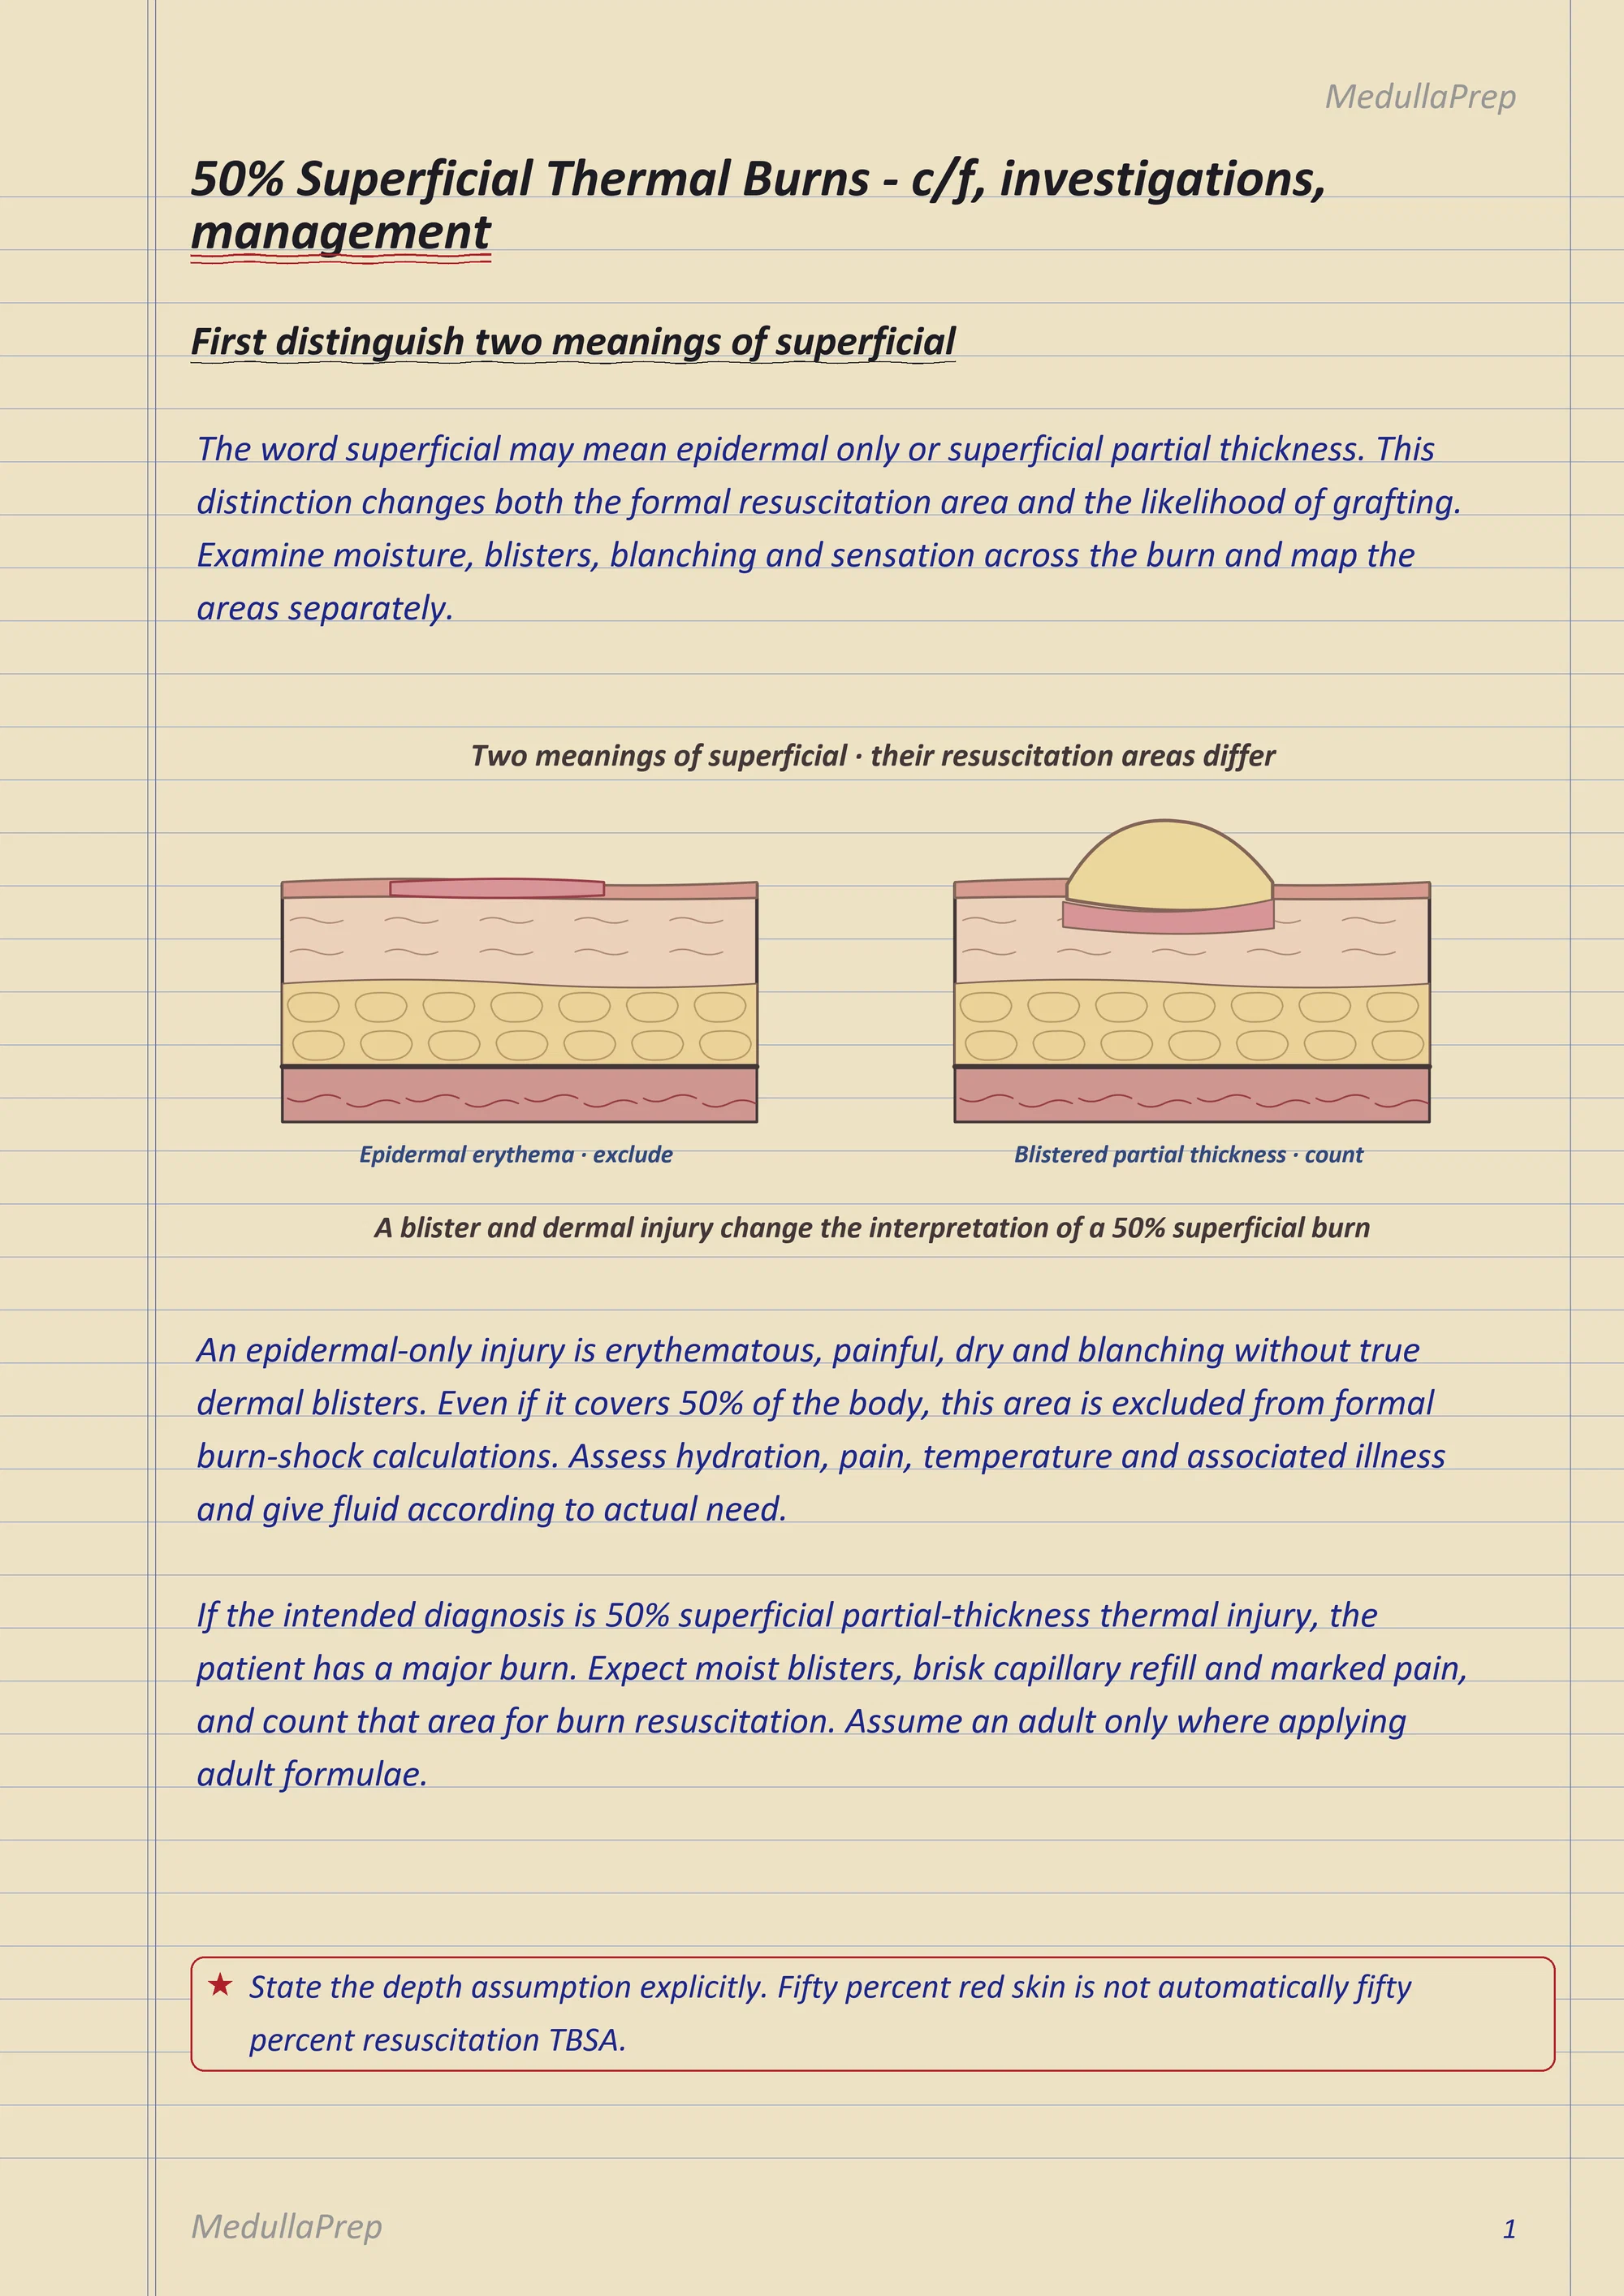 MedullaPrep
50% Superficial Thermal Burns - c/f, investigations,
management
First distinguish two meanings of superficial
The word superficial may mean epidermal only or superficial partial thickness. This
distinction changes both the formal resuscitation area and the likelihood of grafting.
Examine moisture, blisters, blanching and sensation across the burn and map the
areas separately.
Two meanings of superficial · their resuscitation areas differ
Epidermal erythema · exclude
Blistered partial thickness · count
A blister and dermal injury change the interpretation of a 50% superficial burn
An epidermal-only injury is erythematous, painful, dry and blanching without true
dermal blisters. Even if it covers 50% of the body, this area is excluded from formal
burn-shock calculations. Assess hydration, pain, temperature and associated illness
and give fluid according to actual need.
If the intended diagnosis is 50% superficial partial-thickness thermal injury, the
patient has a major burn. Expect moist blisters, brisk capillary refill and marked pain,
and count that area for burn resuscitation. Assume an adult only where applying
adult formulae.
★ State the depth assumption explicitly. Fifty percent red skin is not automatically fifty
percent resuscitation TBSA.
MedullaPrep
1